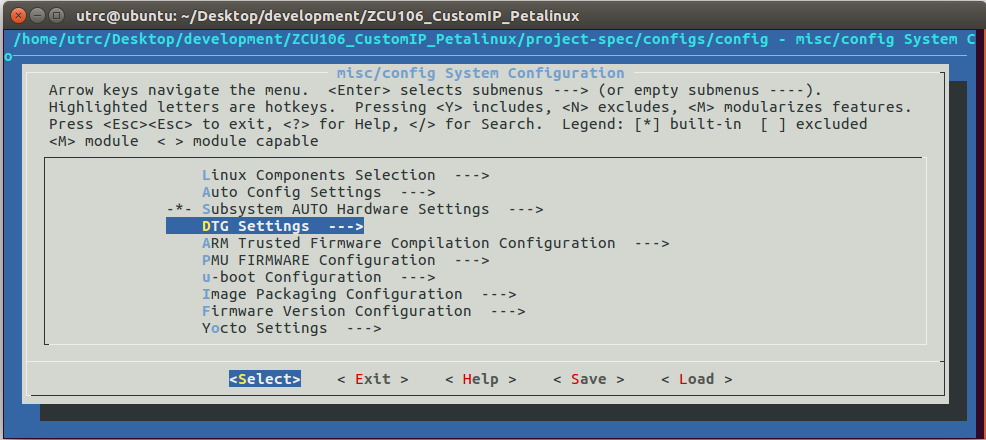 utrc@ubuntu: ~/Desktop/development/ZCU106_CustomIP_Petalinux
/home/utrc/Desktop/development/ZCU106_CustomIP_Petalinux/project-spec/configs/config - misc/config System C
o
misc/config System Configuration
Arrow keys navigate the menu.  <Enter> selects submenus ---> (or empty submenus ----).
Highlighted letters are hotkeys.  Pressing <Y> includes, <N> excludes, <M> modularizes features.
Press <Esc><Esc> to exit, <?> for Help, </> for Search.  Legend: [*] built-in  [ ] excluded
<M> module  < > module capable
Linux Components Selection  --->
Auto Config Settings  --->
-*- Subsystem AUTO Hardware Settings  --->
DTG Settings  --->
ARM Trusted Firmware Compilation Configuration  --->
PMU FIRMWARE Configuration  --->
u-boot Configuration  --->
Image Packaging Configuration  --->
Firmware Version Configuration  --->
Yocto Settings  --->
<Select>    < Exit >    < Help >    < Save >    < Load >